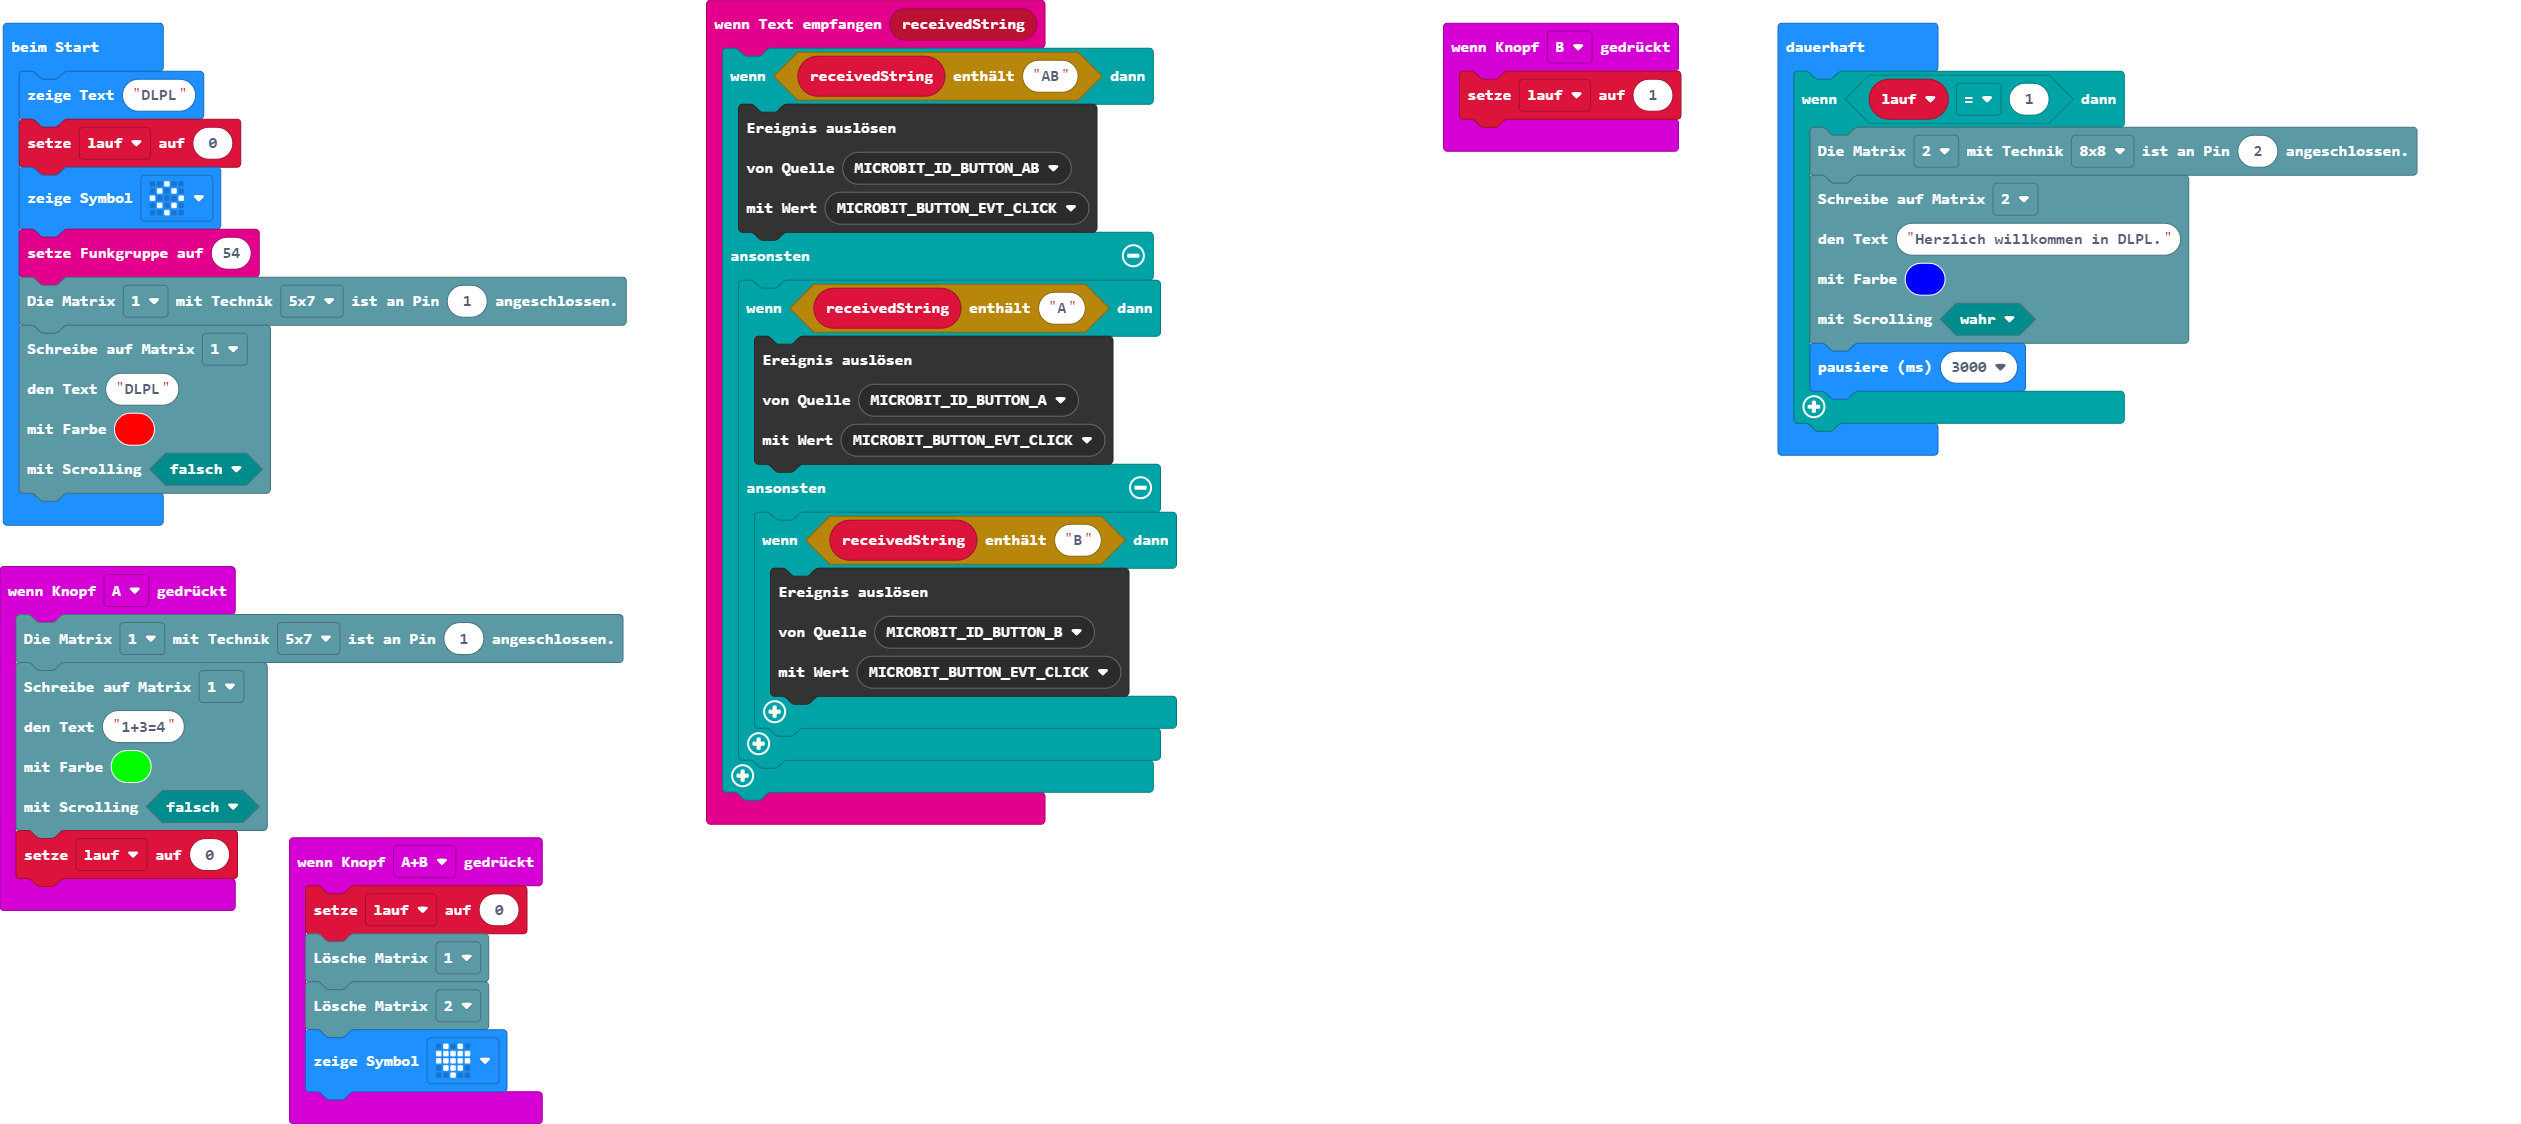 beim Start
zeige Text "DLPL"
setze lauf auf 0
zeige Symbol
setze Funkgruppe auf 54
Die Matrix 1 mit Technik 5x7 ist an Pin 1 angeschlossen.
Schreibe auf Matrix 1
den Text "DLPL"
mit Farbe
mit Scrolling falsch
wenn Knopf A gedrückt
Die Matrix 1 mit Technik 5x7 ist an Pin 1 angeschlossen.
Schreibe auf Matrix 1
den Text "1+3=4"
mit Farbe
mit Scrolling falsch
setze lauf auf 0
wenn Knopf A+B gedrückt
setze lauf auf 0
Lösche Matrix 1
Lösche Matrix 2
zeige Symbol
wenn Text empfangen receivedString
wenn receivedString enthält "AB" dann
Ereignis auslösen
von Quelle MICROBIT_ID_BUTTON_AB
mit Wert MICROBIT_BUTTON_EVT_CLICK
ansonsten
wenn receivedString enthält "A" dann
Ereignis auslösen
von Quelle MICROBIT_ID_BUTTON_A
mit Wert MICROBIT_BUTTON_EVT_CLICK
ansonsten
wenn receivedString enthält "B" dann
Ereignis auslösen
von Quelle MICROBIT_ID_BUTTON_B
mit Wert MICROBIT_BUTTON_EVT_CLICK
wenn Knopf B gedrückt
setze lauf auf 1
dauerhaft
wenn lauf = 1 dann
Die Matrix 2 mit Technik 8x8 ist an Pin 2 angeschlossen.
Schreibe auf Matrix 2
den Text "Herzlich willkommen in DLPL."
mit Farbe
mit Scrolling wahr
pausiere (ms) 3000